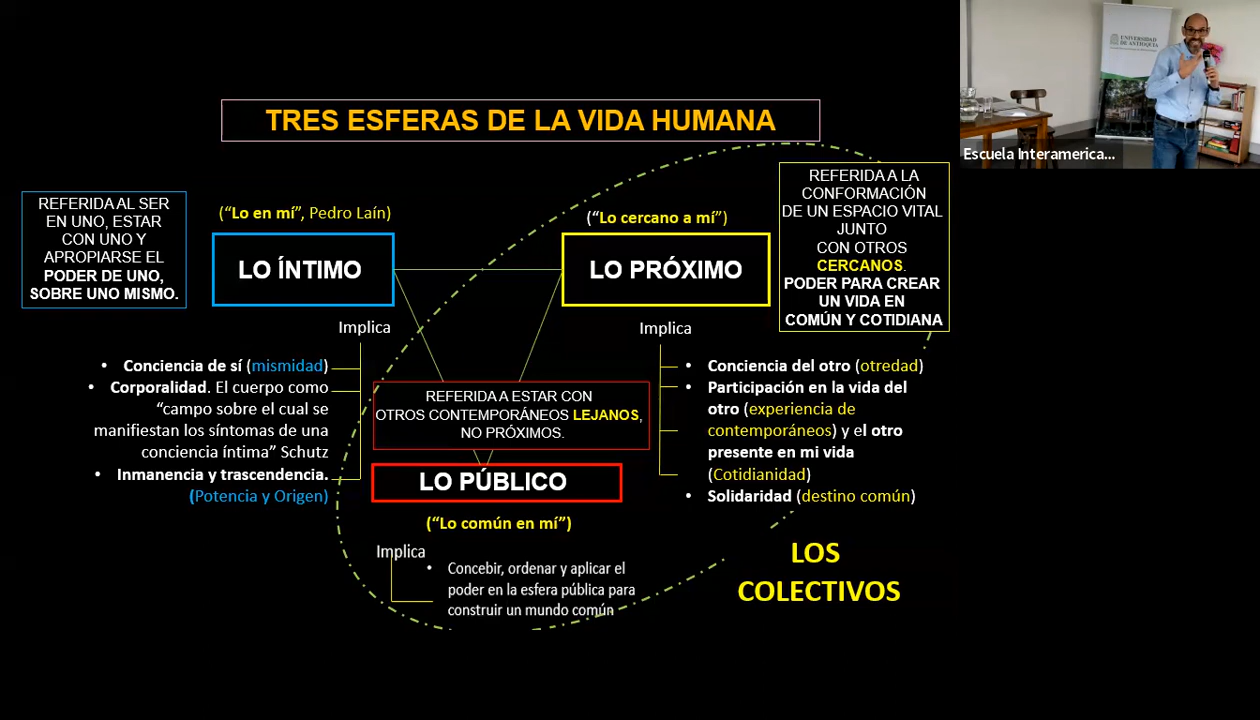 TRES ESFERAS DE LA VIDA HUMANA
REFERIDA AL SER
EN UNO, ESTAR
CON UNO Y
APROPIARSE EL
PODER DE UNO,
SOBRE UNO MISMO.
(“Lo en mí”, Pedro Laín)
LO ÍNTIMO
Implica
• Conciencia de sí (mismidad)
• Corporalidad. El cuerpo como
“campo sobre el cual se
manifiestan los síntomas de una
conciencia íntima” Schutz
• Inmanencia y trascendencia.
(Potencia y Origen)
(“Lo cercano a mí”)
LO PRÓXIMO
REFERIDA A LA
CONFORMACIÓN
DE UN ESPACIO VITAL
JUNTO
CON OTROS
CERCANOS.
PODER PARA CREAR
UN VIDA EN
COMÚN Y COTIDIANA
Implica
• Conciencia del otro (otredad)
• Participación en la vida del
otro (experiencia de
contemporáneos) y el otro
presente en mi vida
(Cotidianidad)
• Solidaridad (destino común)
REFERIDA A ESTAR CON
OTROS CONTEMPORÁNEOS LEJANOS,
NO PRÓXIMOS.
LO PÚBLICO
(“Lo común en mí”)
Implica
• Concebir, ordenar y aplicar el
poder en la esfera pública para
construir un mundo común
LOS
COLECTIVOS
UNIVERSIDAD
DE ANTIOQUIA
Escuela Interamerica...